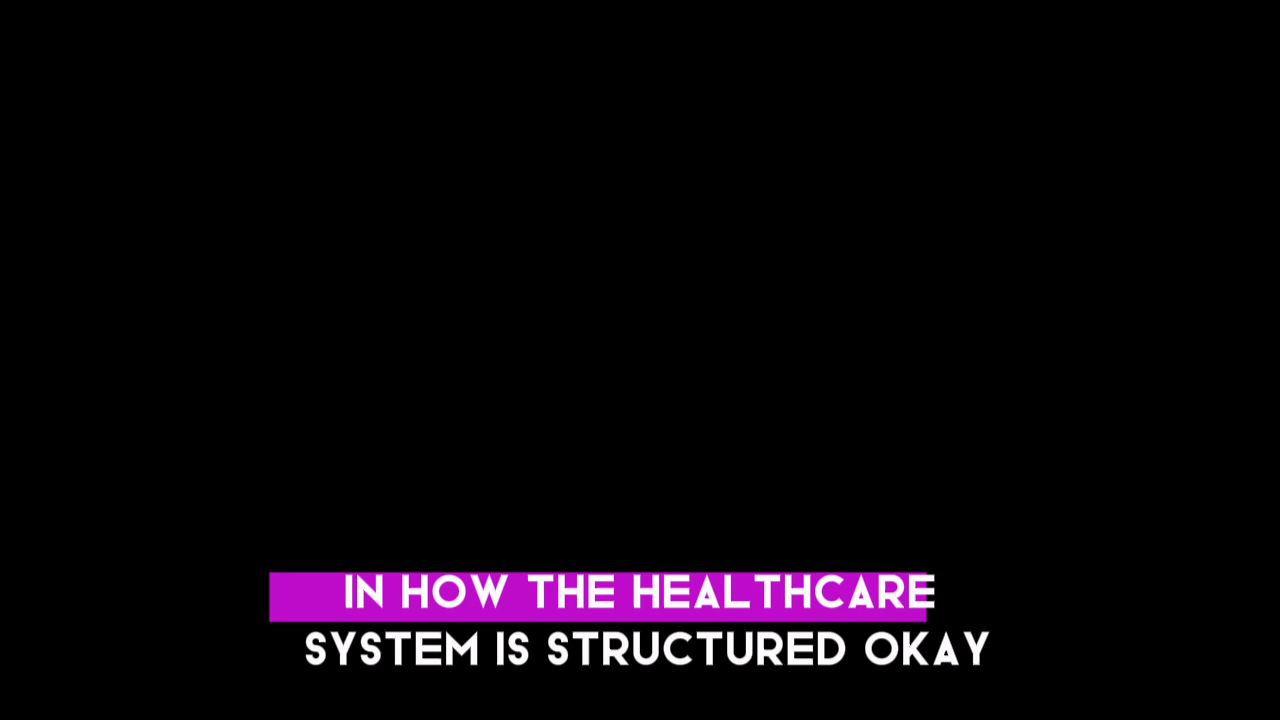 IN HOW THE HEALTHCARE
SYSTEM IS STRUCTURED OKAY